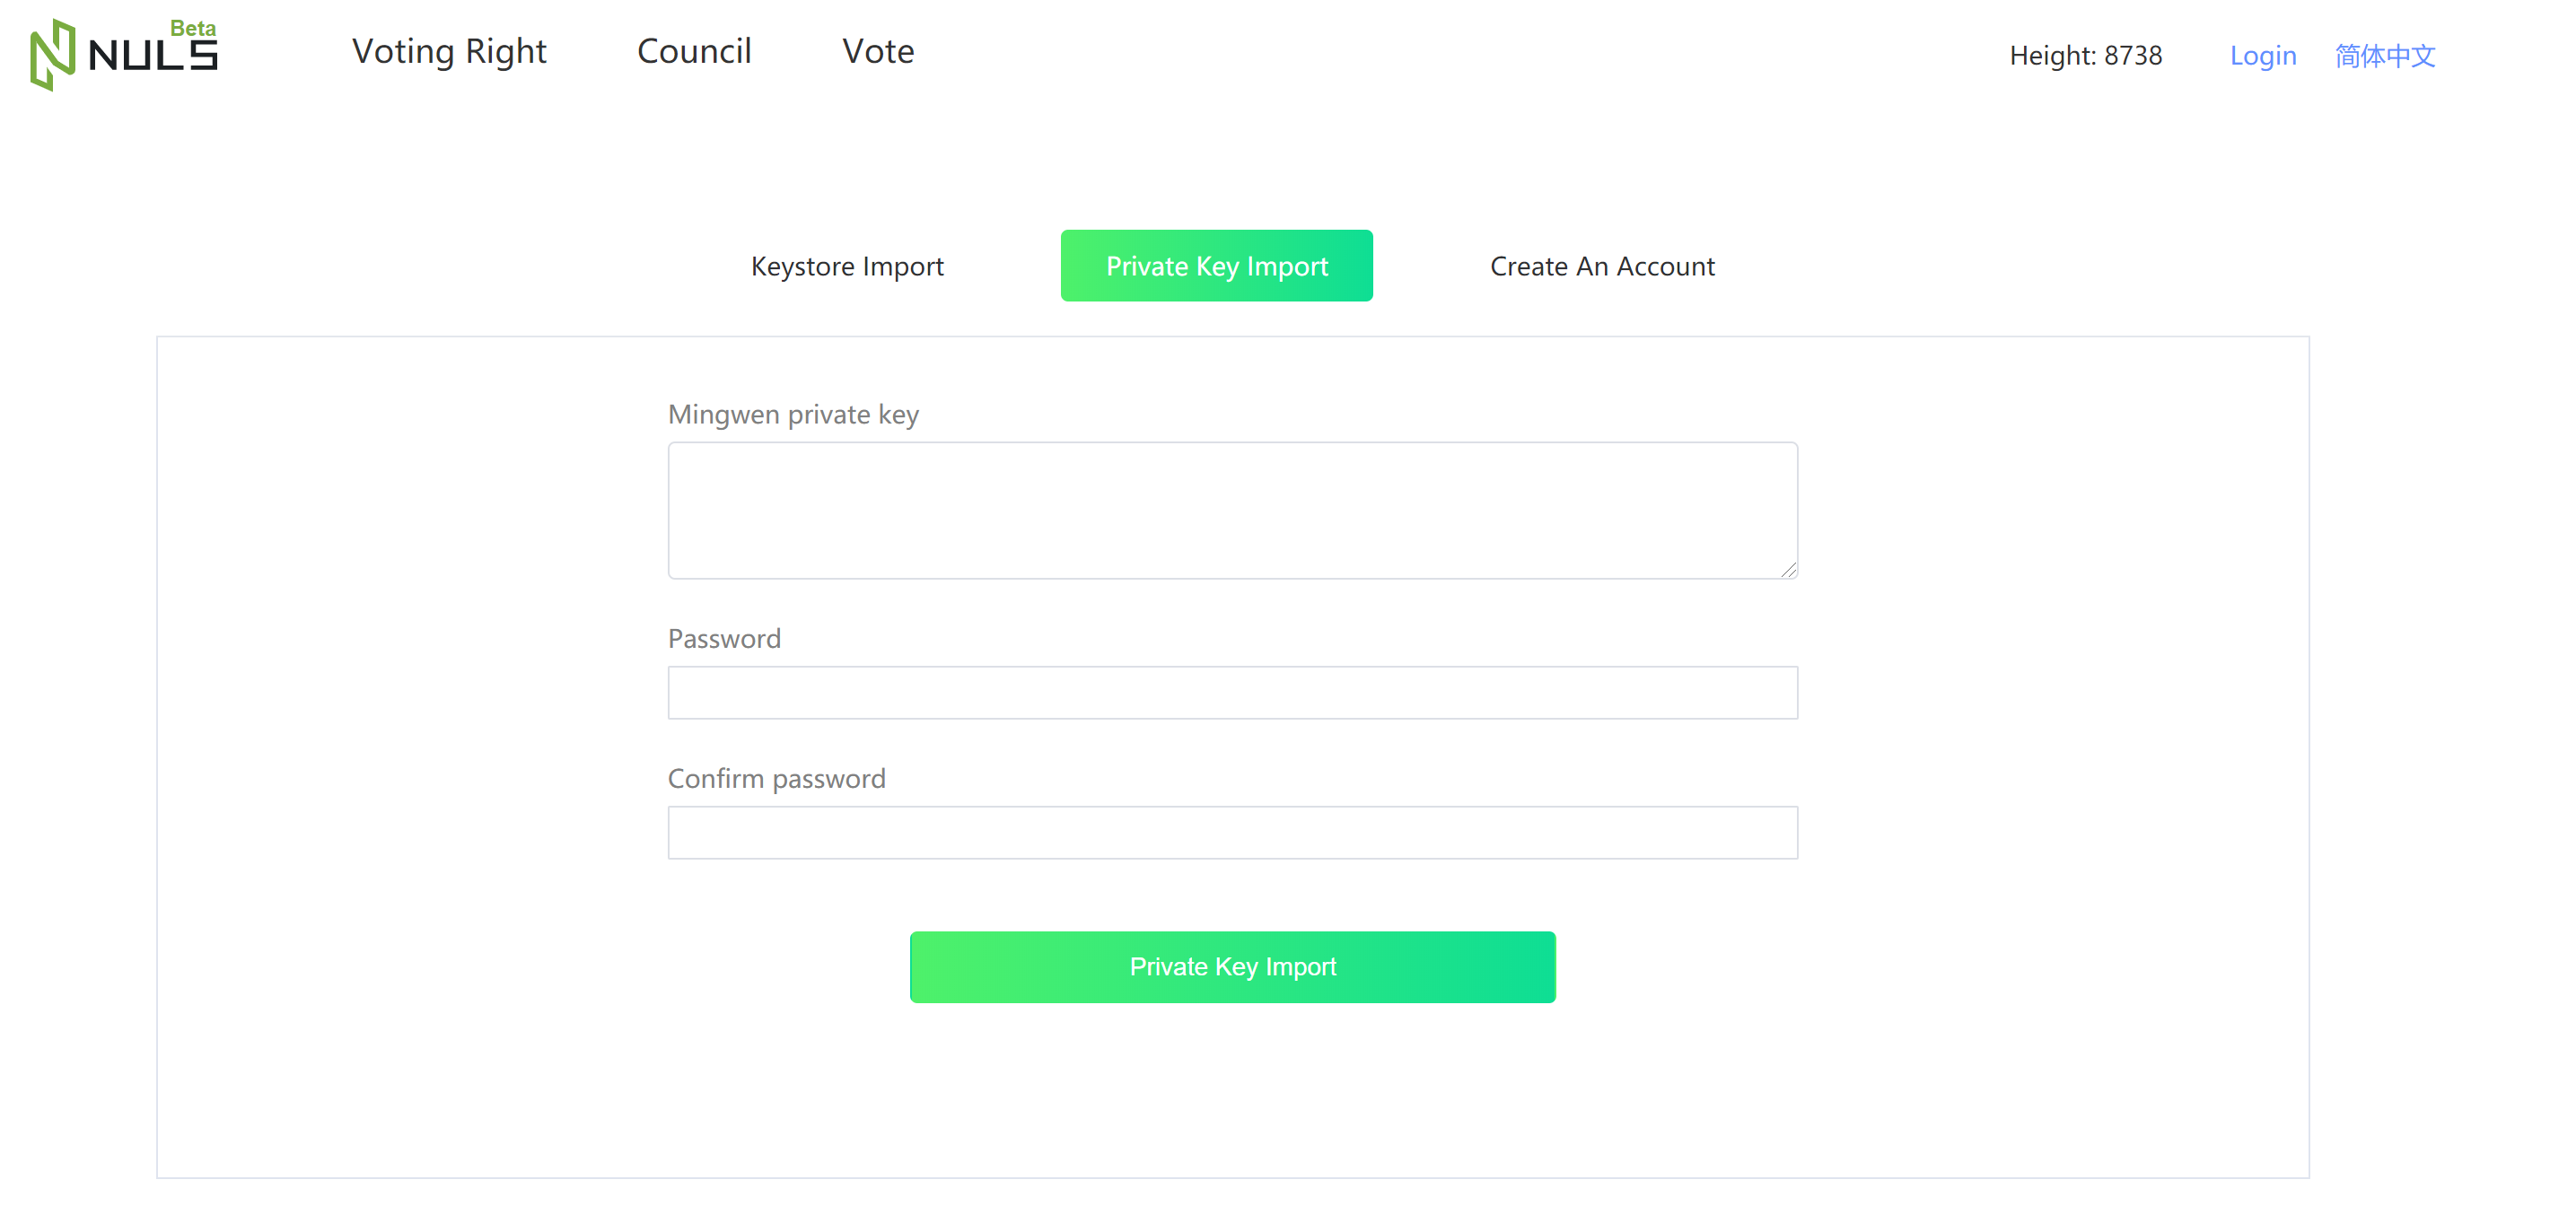 NULS Beta
Voting Right
Council
Vote
Height: 8738
Login
简体中文
Keystore Import
Private Key Import
Create An Account
Mingwen private key
Password
Confirm password
Private Key Import